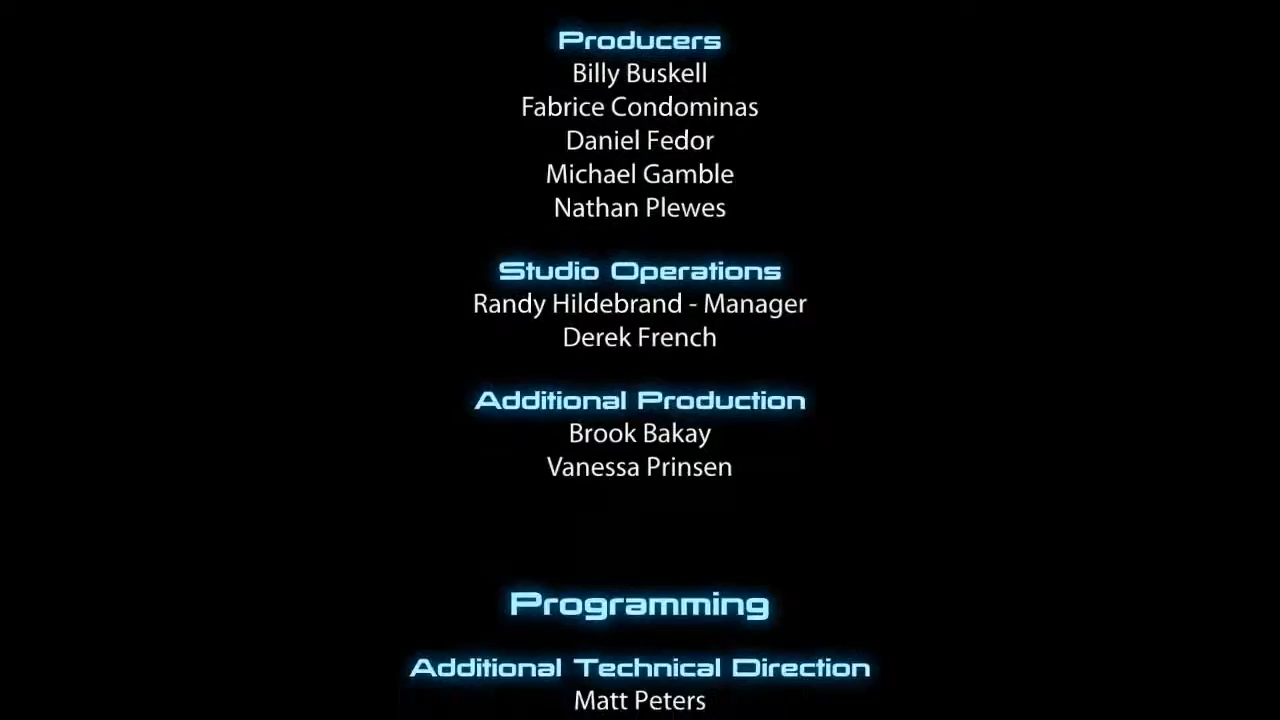 Producers
Billy Buskell
Fabrice Condominas
Daniel Fedor
Michael Gamble
Nathan Plewes
Studio Operations
Randy Hildebrand - Manager
Derek French
Additional Production
Brook Bakay
Vanessa Prinsen
Programming
Additional Technical Direction
Matt Peters